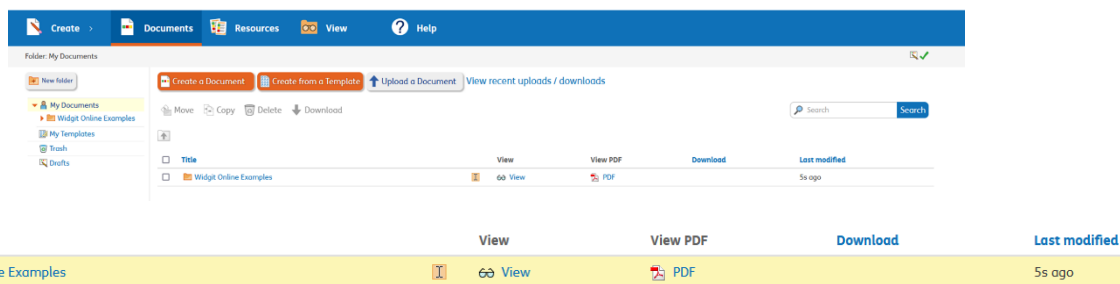 Create > Documents Resources View Help
Folder: My Documents
New folder Create a Document Create from a Template Upload a Document View recent uploads / downloads
My Documents Move Copy Delete Download Search Search
Widgit Online Examples
My Templates
Trash
Title View View PDF Download Last modified
Drafts
Widgit Online Examples View PDF 5s ago
View View PDF Download Last modified
e Examples View PDF 5s ago